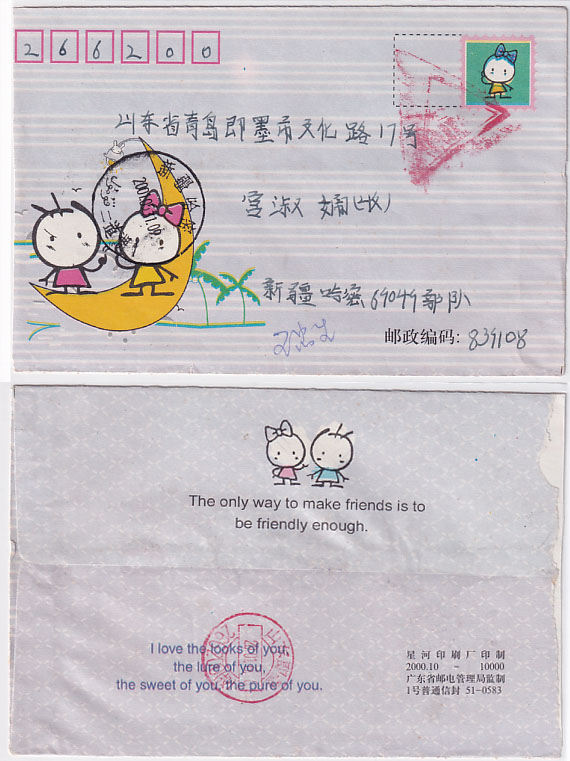 266200
山东省青岛即墨市文化路17号
宫淑娟(收)
新疆哈密69049部队
邮政编码: 839108
The only way to make friends is to
be friendly enough.
I love the looks of you,
the lure of you,
the sweet of you, the pure of you.
星河印刷厂印制
2000.10 ~ 10000
广东省邮电管理局监制
1号普通信封 51-0583